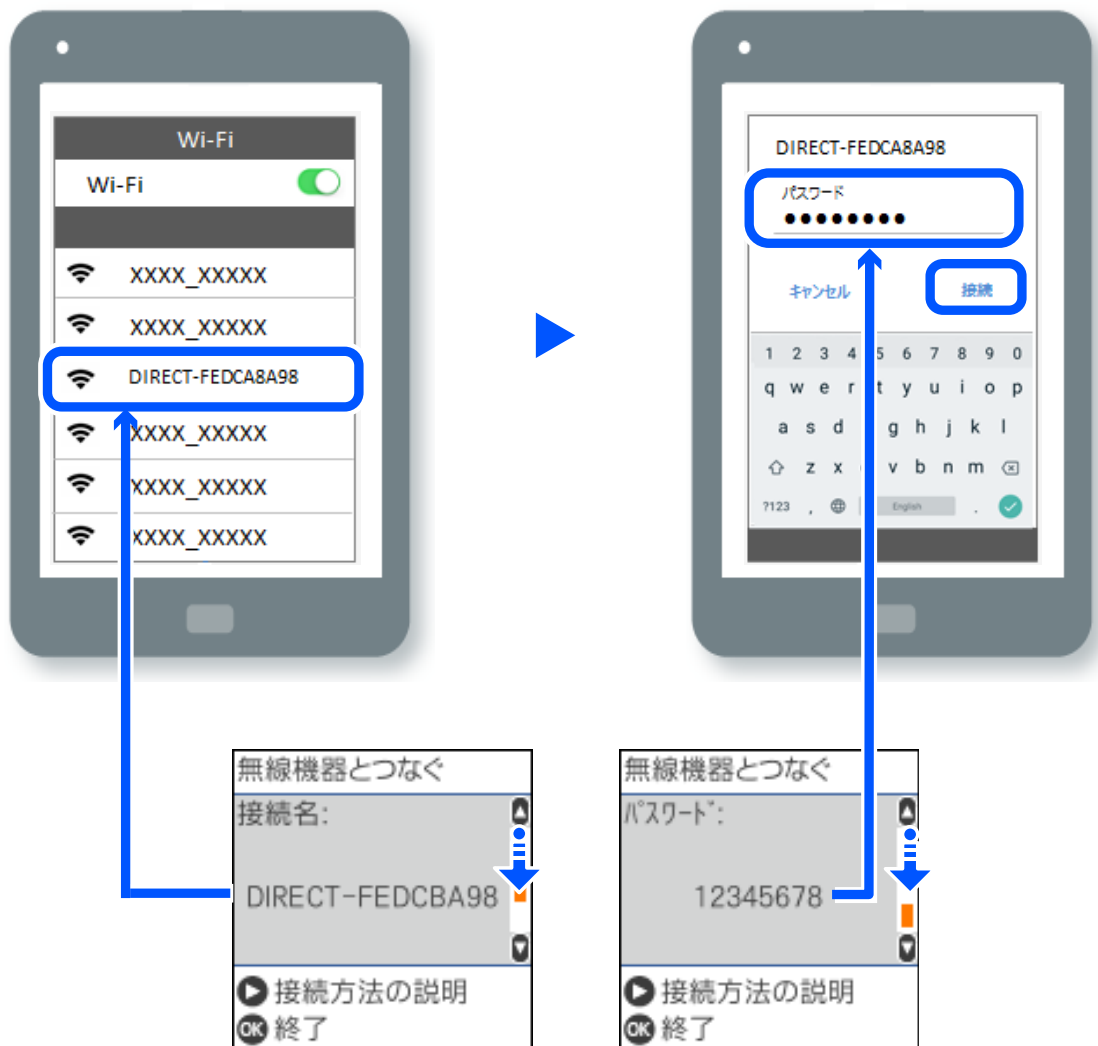 Wi-Fi
Wi-Fi
XXXX_XXXXX
XXXX_XXXXX
DIRECT-FEDCA8A98
XXXX_XXXXX
XXXX_XXXXX
XXXX_XXXXX
DIRECT-FEDCA8A98
パスワード
●●●●●●●●
キャンセル 接続
1 2 3 4 5 6 7 8 9 0
q w e r t y u i o p
a s d g h j k l
z x v b n m
?123 , English .
無線機器とつなぐ
接続名:
DIRECT-FEDCBA98
接続方法の説明
OK 終了
無線機器とつなぐ
パスワード:
12345678
接続方法の説明
OK 終了